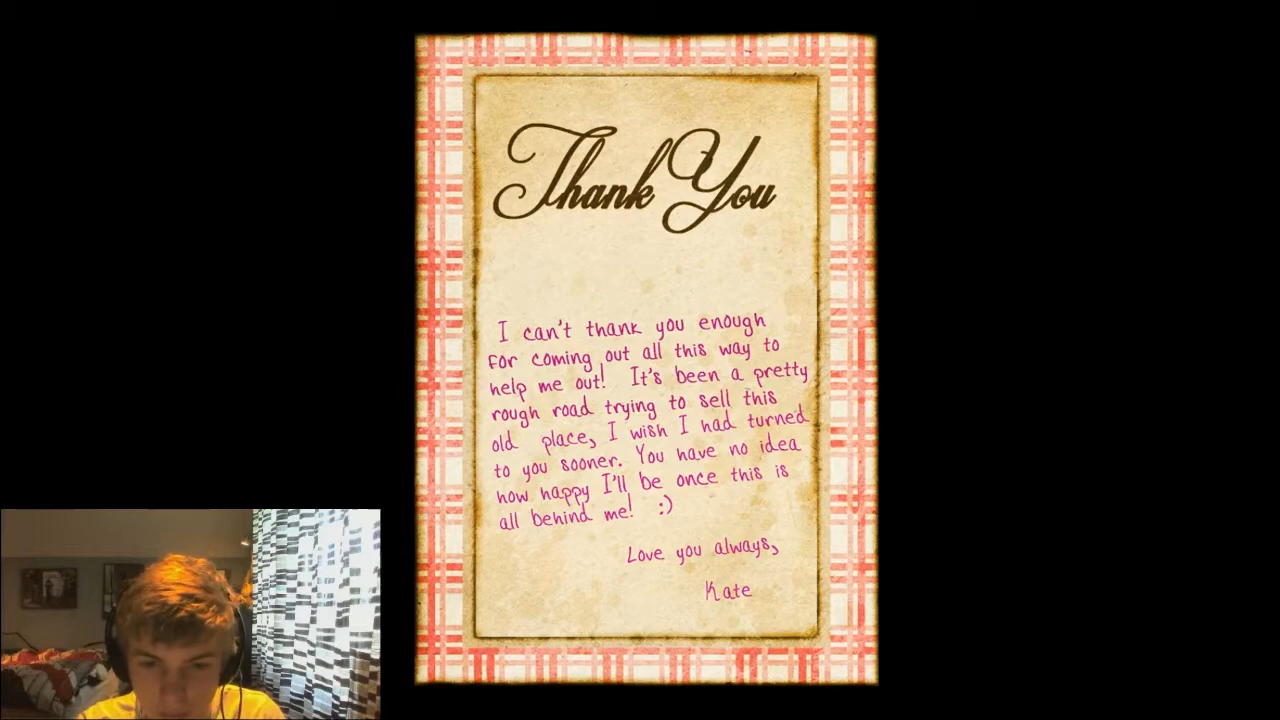 Thank You
I can't thank you enough
for coming out all this way to
help me out! It's been a pretty
rough road trying to sell this
old place, I wish I had turned
to you sooner. You have no idea
how happy I'll be once this is
all behind me! :)
Love you always,
Kate